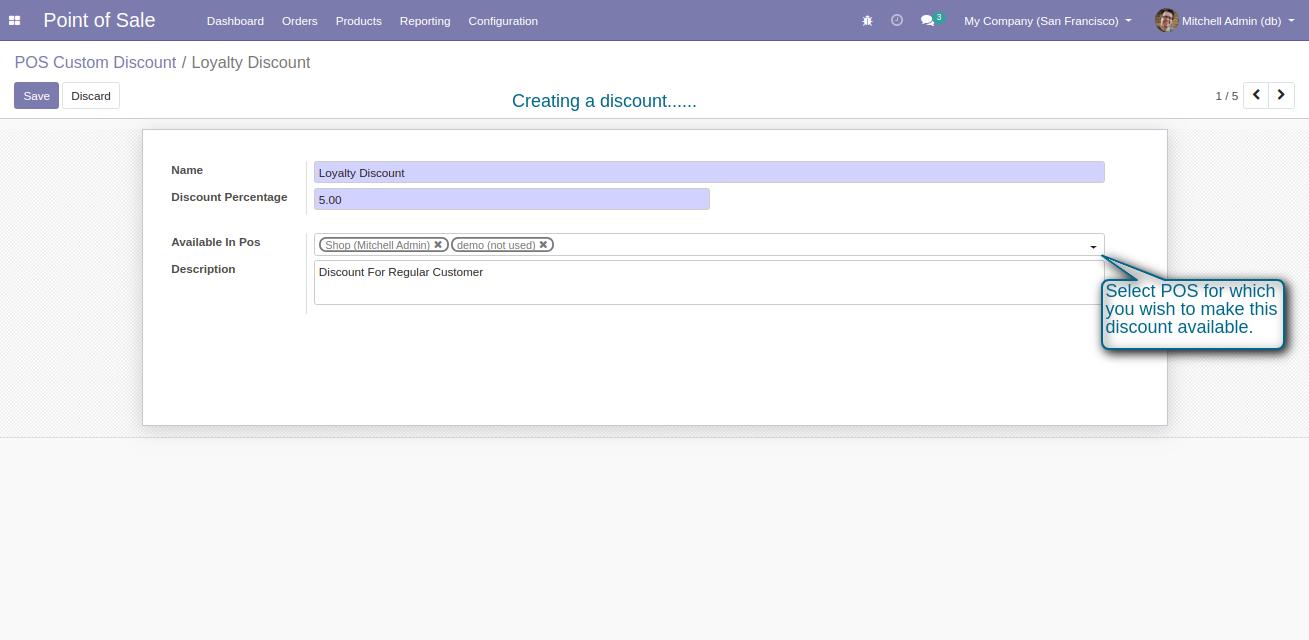 Point of Sale Dashboard Orders Products Reporting Configuration 3 My Company (San Francisco) Mitchell Admin (db)
POS Custom Discount / Loyalty Discount
Save Discard Creating a discount...... 1 / 5
Name Loyalty Discount
Discount Percentage 5.00
Available In Pos Shop (Mitchell Admin) ✖ demo (not used) ✖
Description Discount For Regular Customer
Select POS for which
you wish to make this
discount available.